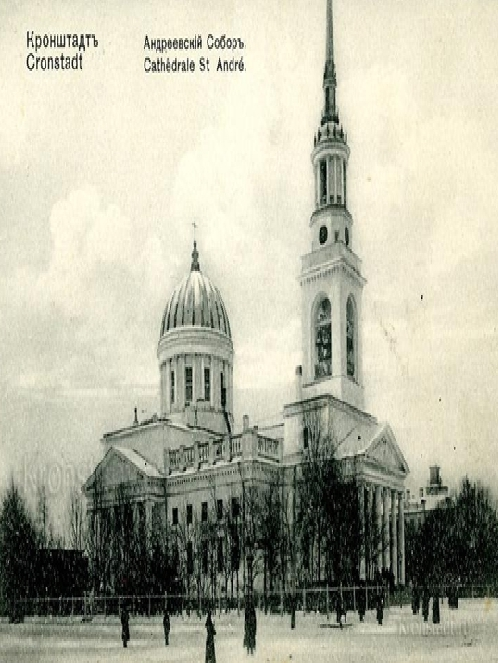 Кронштадтъ
Cronstadt
Андреевскій Соборъ.
Cathédrale St. André.